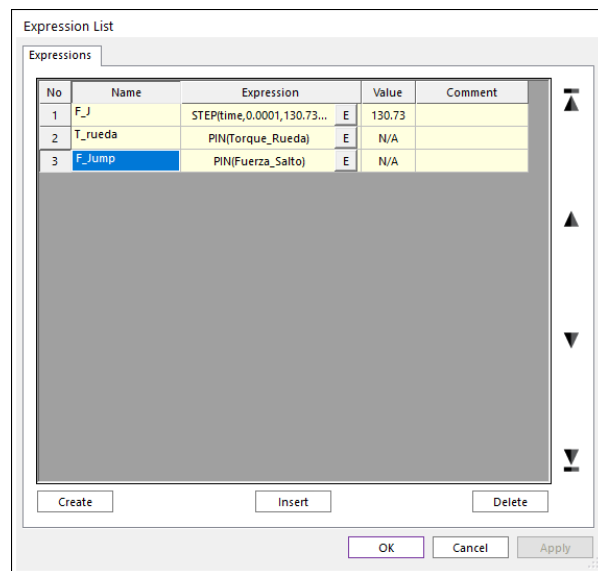 Expression List
Expressions
No Name Expression Value Comment
1 F_J STEP(time,0.0001,130.73... E 130.73
2 T_rueda PIN(Torque_Rueda) E N/A
3 F_Jump PIN(Fuerza_Salto) E N/A
Create Insert Delete
OK Cancel Apply